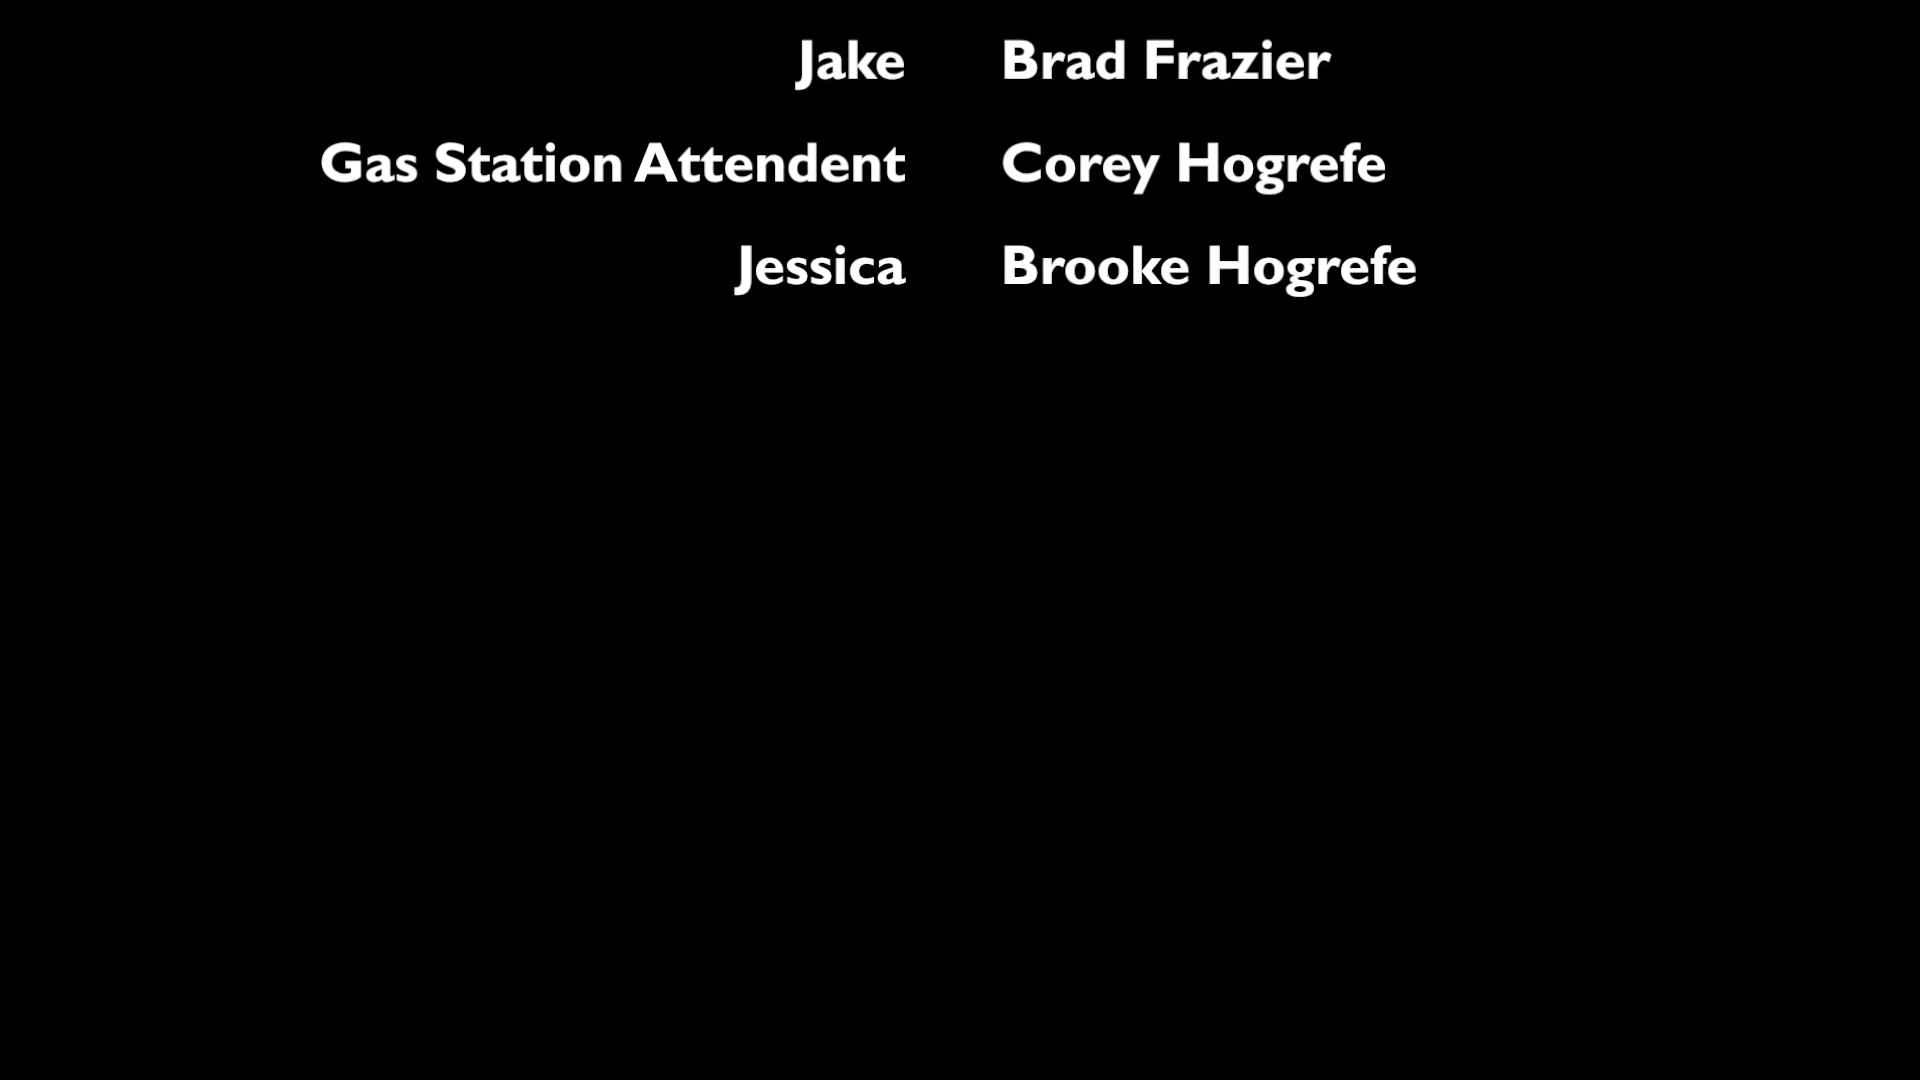 Jake Brad Frazier
Gas Station Attendent Corey Hogrefe
Jessica Brooke Hogrefe